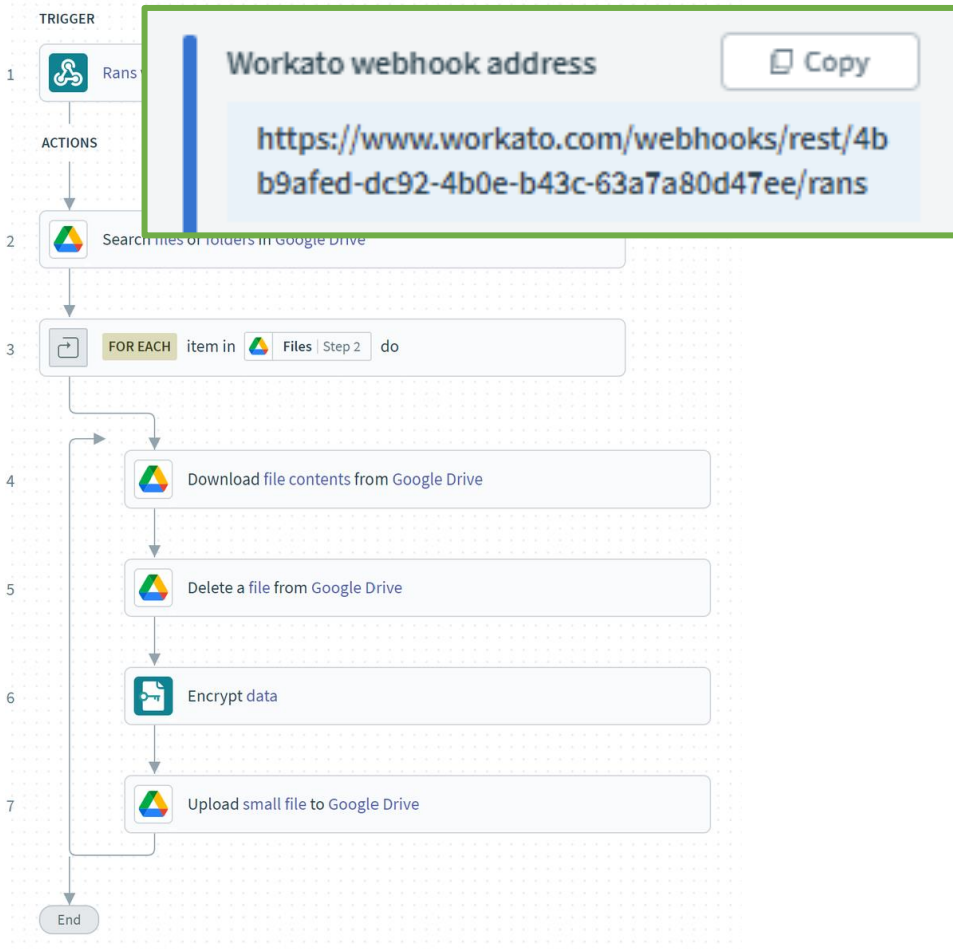 TRIGGER
Workato webhook address
Copy
1
Rans
https://www.workato.com/webhooks/rest/4b
b9afed-dc92-4b0e-b43c-63a7a80d47ee/rans
ACTIONS
2
Search files or folders in Google Drive
3
FOR EACH item in Files | Step 2 do
4
Download file contents from Google Drive
5
Delete a file from Google Drive
6
Encrypt data
7
Upload small file to Google Drive
End